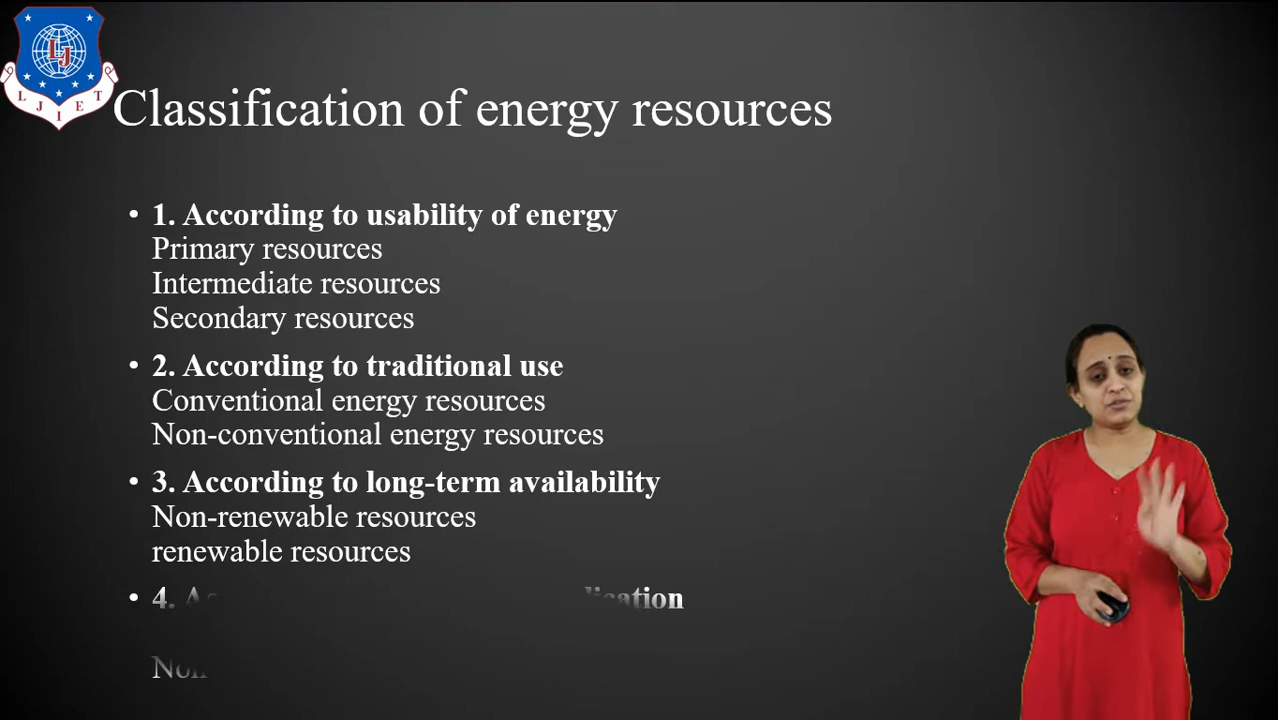 LJ
LJIET
Classification of energy resources
• 1. According to usability of energy
Primary resources
Intermediate resources
Secondary resources
• 2. According to traditional use
Conventional energy resources
Non-conventional energy resources
• 3. According to long-term availability
Non-renewable resources
renewable resources
• 4.